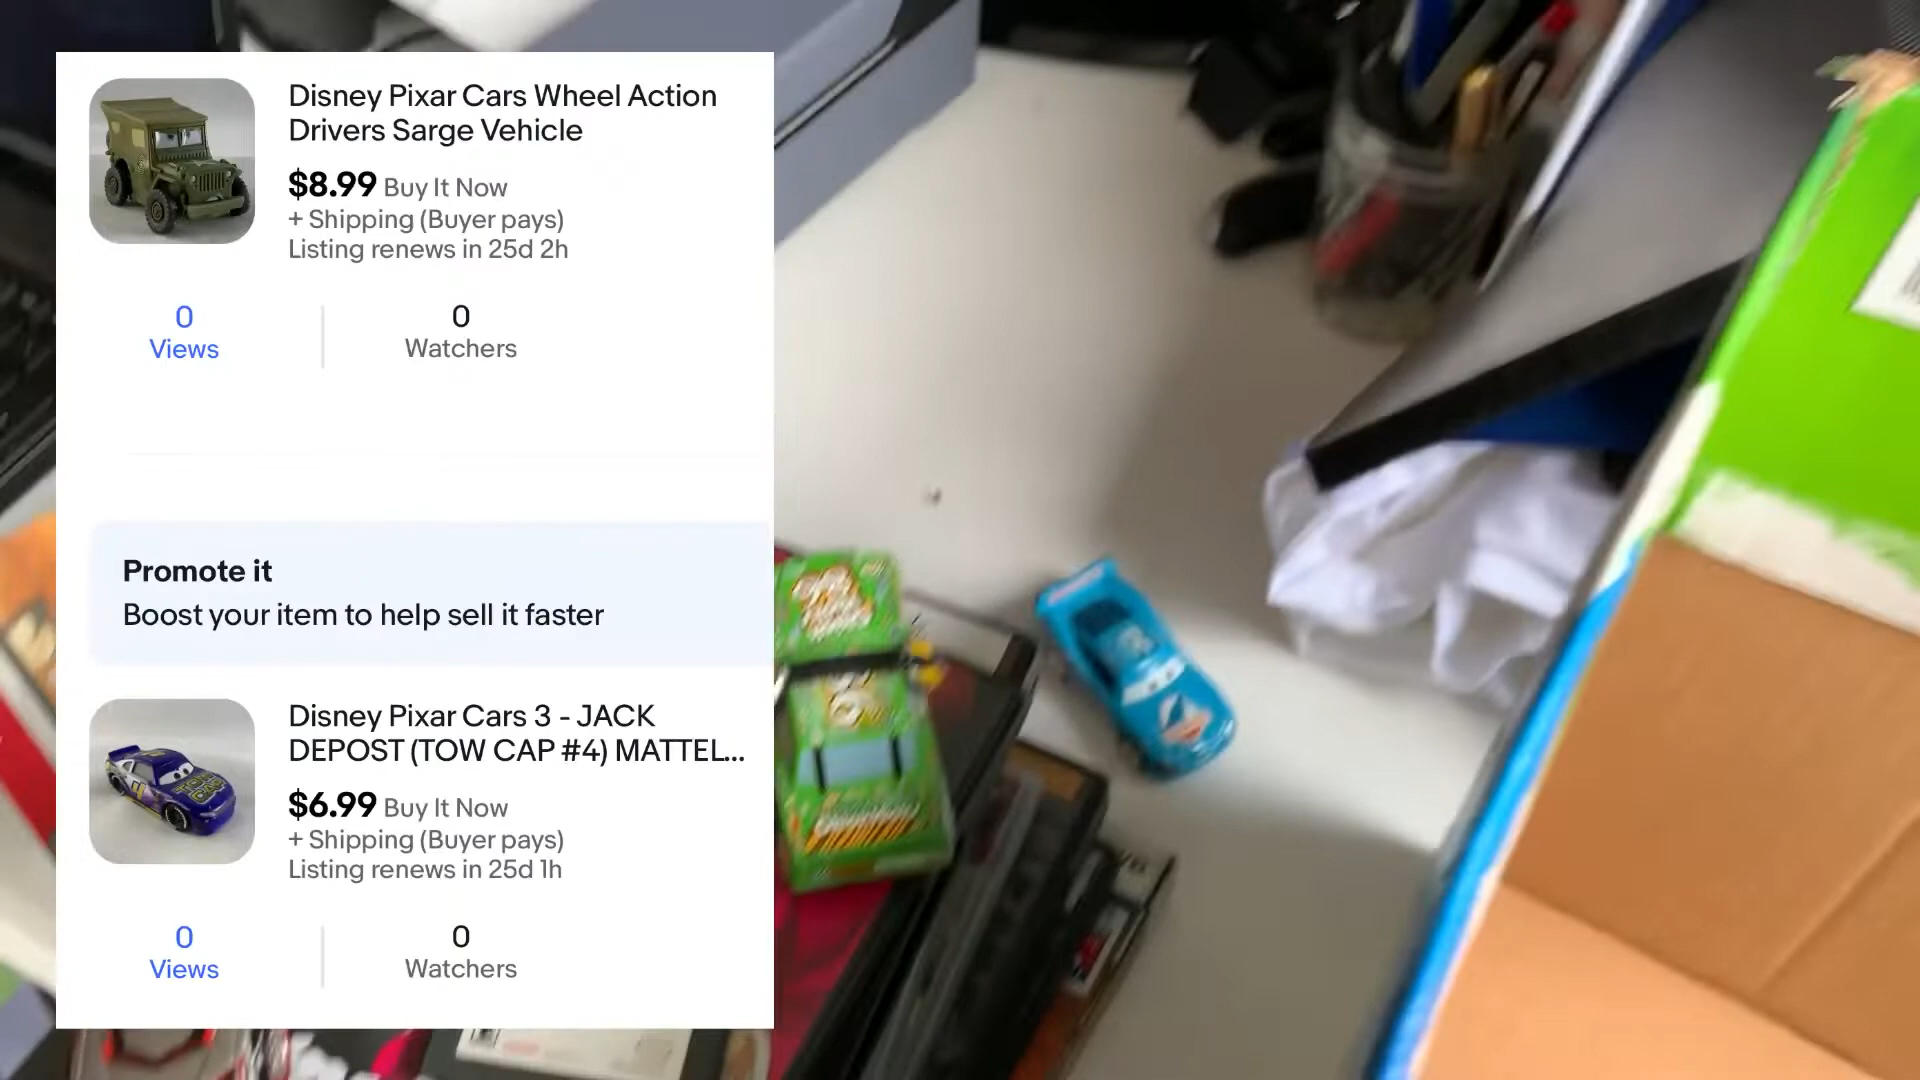 Disney Pixar Cars Wheel Action
Drivers Sarge Vehicle
$8.99 Buy It Now
+ Shipping (Buyer pays)
Listing renews in 25d 2h
0
Views
0
Watchers
Promote it
Boost your item to help sell it faster
Disney Pixar Cars 3 - JACK
DEPOST (TOW CAP #4) MATTEL...
$6.99 Buy It Now
+ Shipping (Buyer pays)
Listing renews in 25d 1h
0
Views
0
Watchers